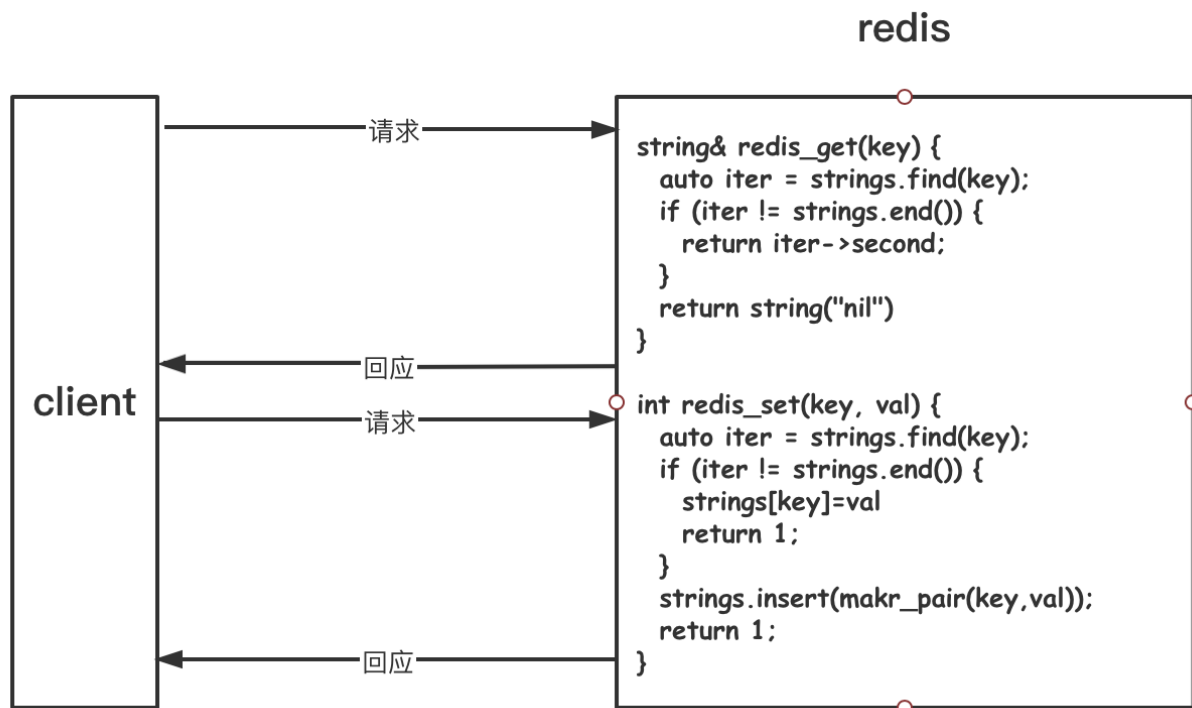 redis
请求
string& redis_get(key) {
auto iter = strings.find(key);
if (iter != strings.end()) {
return iter->second;
}
return string("nil")
}
回应
client
请求
int redis_set(key, val) {
auto iter = strings.find(key);
if (iter != strings.end()) {
strings[key]=val
return 1;
}
strings.insert(makr_pair(key,val));
return 1;
}
回应